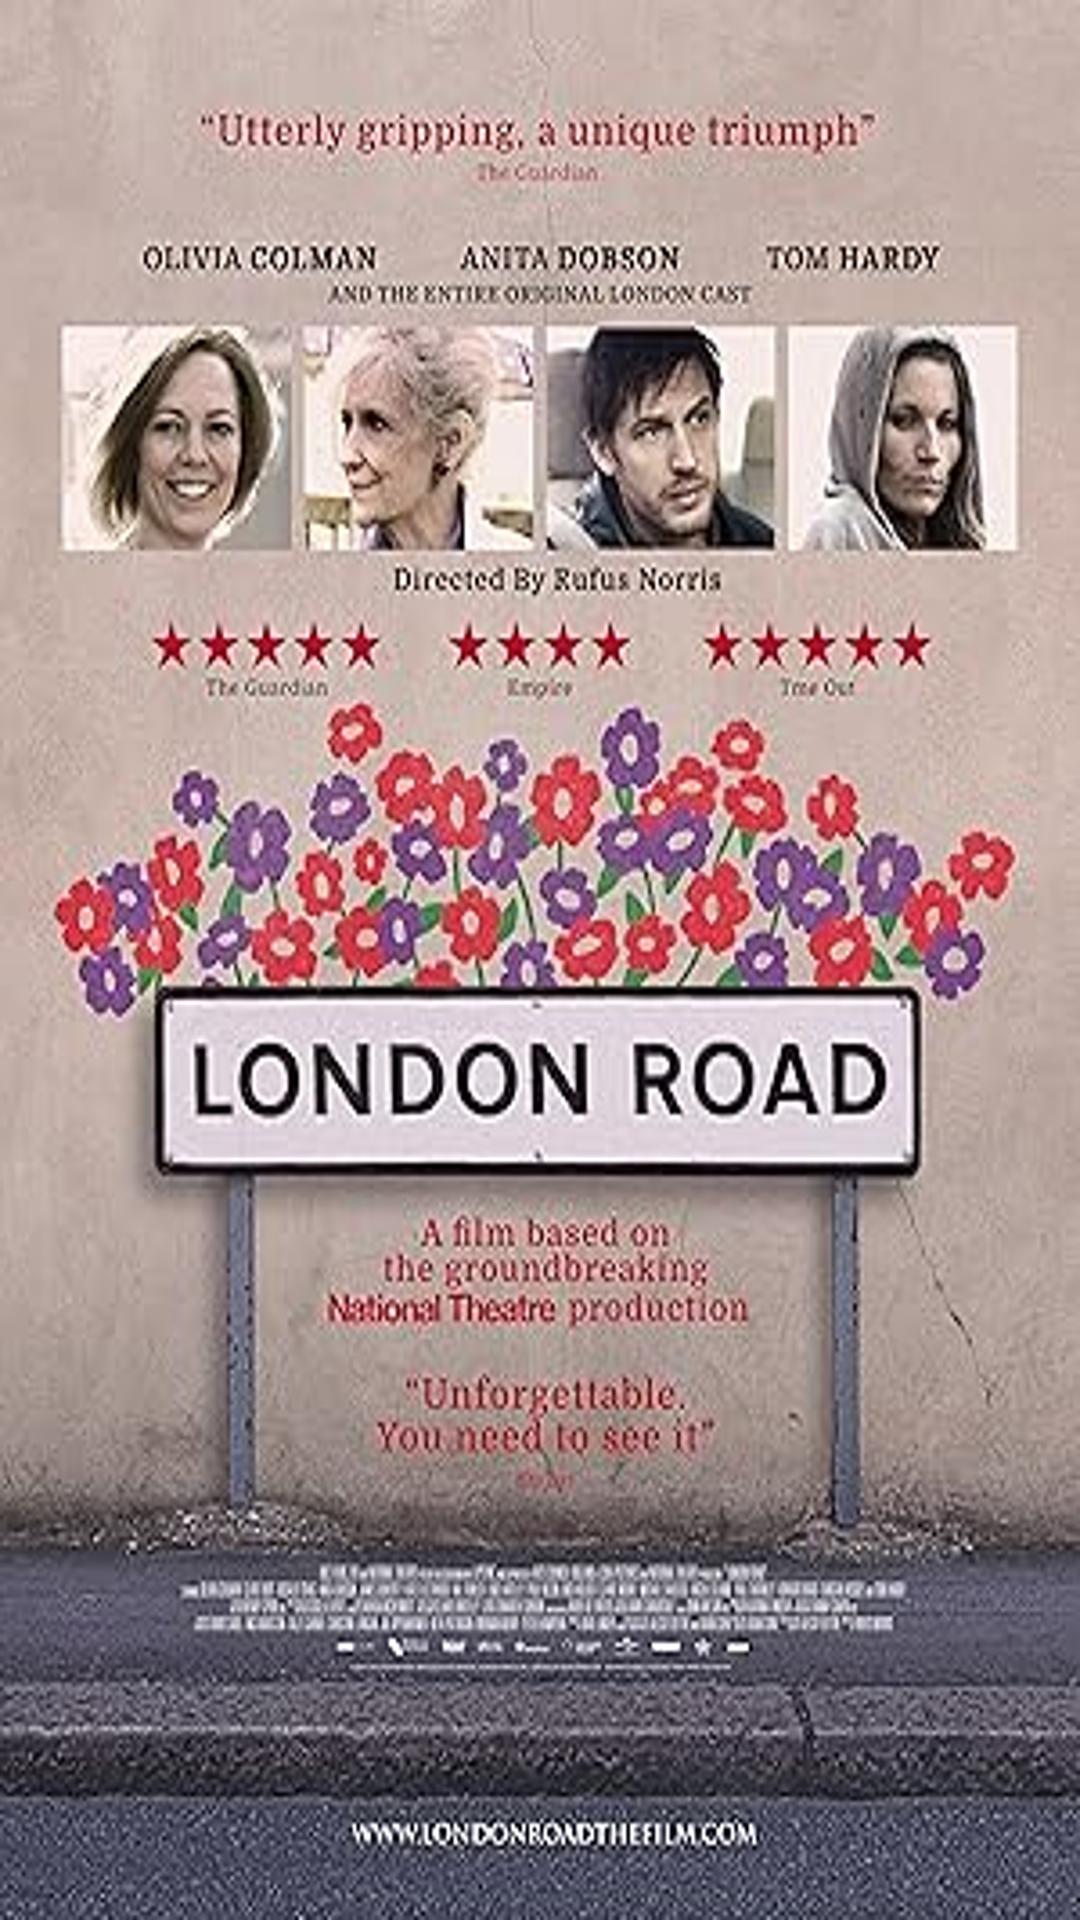 “Utterly gripping, a unique triumph”
The Guardian
OLIVIA COLMAN ANITA DOBSON TOM HARDY
AND THE ENTIRE ORIGINAL LONDON CAST
Directed By Rufus Norris
The Guardian Empire Tme Out
LONDON ROAD
A film based on
the groundbreaking
National Theatre production
“Unforgettable.
You need to see it”
WWW.LONDONROADTHEFILM.COM